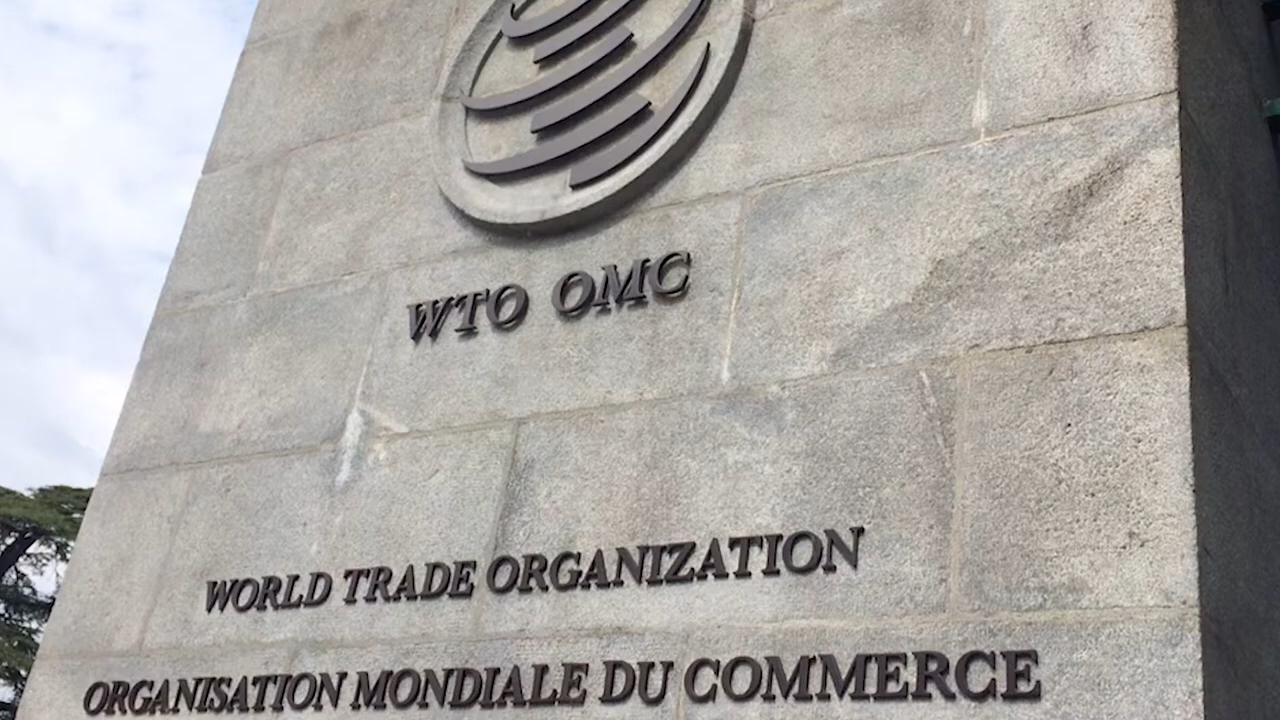 WTO OMC
WORLD TRADE ORGANIZATION
ORGANISATION MONDIALE DU COMMERCE